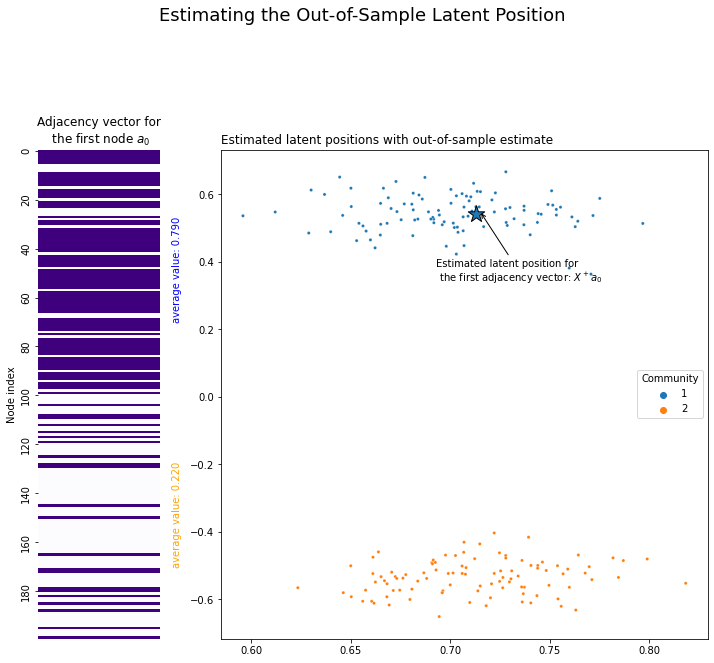 Estimating the Out-of-Sample Latent Position
Adjacency vector for
the first node a₀
Estimated latent positions with out-of-sample estimate
Node index
0
20
40
60
80
100
120
140
160
180
average value: 0.790
average value: 0.220
0.6
0.4
0.2
0.0
−0.2
−0.4
−0.6
Estimated latent position for
the first adjacency vector: X⁺a₀
Community
1
2
0.60
0.65
0.70
0.75
0.80